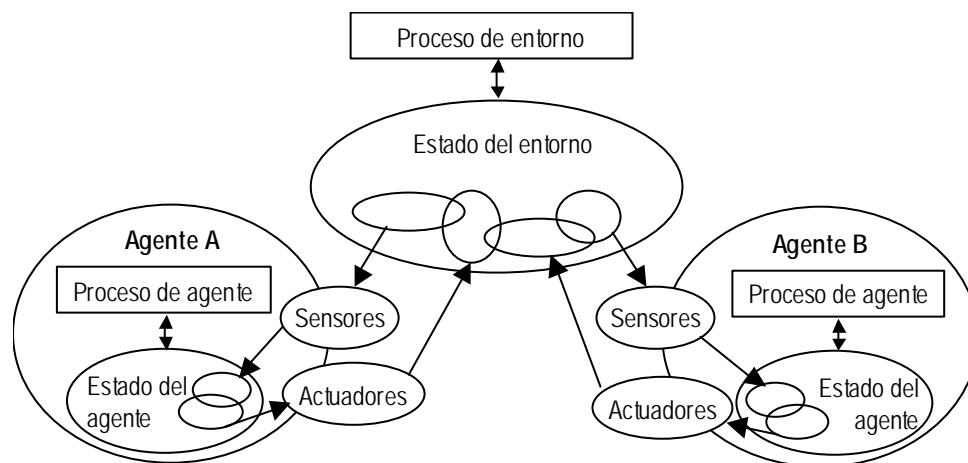 Proceso de entorno
Estado del entorno
Agente A
Proceso de agente
Sensores
Estado del
agente
Actuadores
Agente B
Proceso de agente
Sensores
Estado del
agente
Actuadores